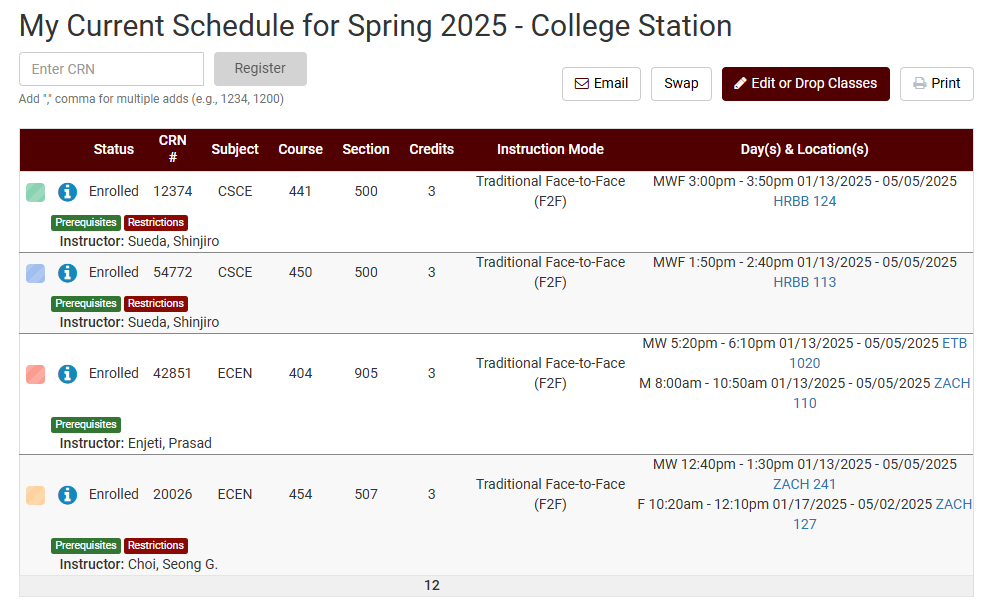 My Current Schedule for Spring 2025 - College Station
Enter CRN
Register
Add "," comma for multiple adds (e.g., 1234, 1200)
Email
Swap
Edit or Drop Classes
Print
Status CRN # Subject Course Section Credits Instruction Mode Day(s) & Location(s)
Enrolled 12374 CSCE 441 500 3 Traditional Face-to-Face (F2F) MWF 3:00pm - 3:50pm 01/13/2025 - 05/05/2025
HRBB 124
Prerequisites Restrictions
Instructor: Sueda, Shinjiro
Enrolled 54772 CSCE 450 500 3 Traditional Face-to-Face (F2F) MWF 1:50pm - 2:40pm 01/13/2025 - 05/05/2025
HRBB 113
Prerequisites Restrictions
Instructor: Sueda, Shinjiro
Enrolled 42851 ECEN 404 905 3 Traditional Face-to-Face (F2F) MW 5:20pm - 6:10pm 01/13/2025 - 05/05/2025 ETB
1020
M 8:00am - 10:50am 01/13/2025 - 05/05/2025 ZACH
110
Prerequisites
Instructor: Enjeti, Prasad
Enrolled 20026 ECEN 454 507 3 Traditional Face-to-Face (F2F) MW 12:40pm - 1:30pm 01/13/2025 - 05/05/2025
ZACH 241
F 10:20am - 12:10pm 01/17/2025 - 05/02/2025 ZACH
127
Prerequisites Restrictions
Instructor: Choi, Seong G.
12